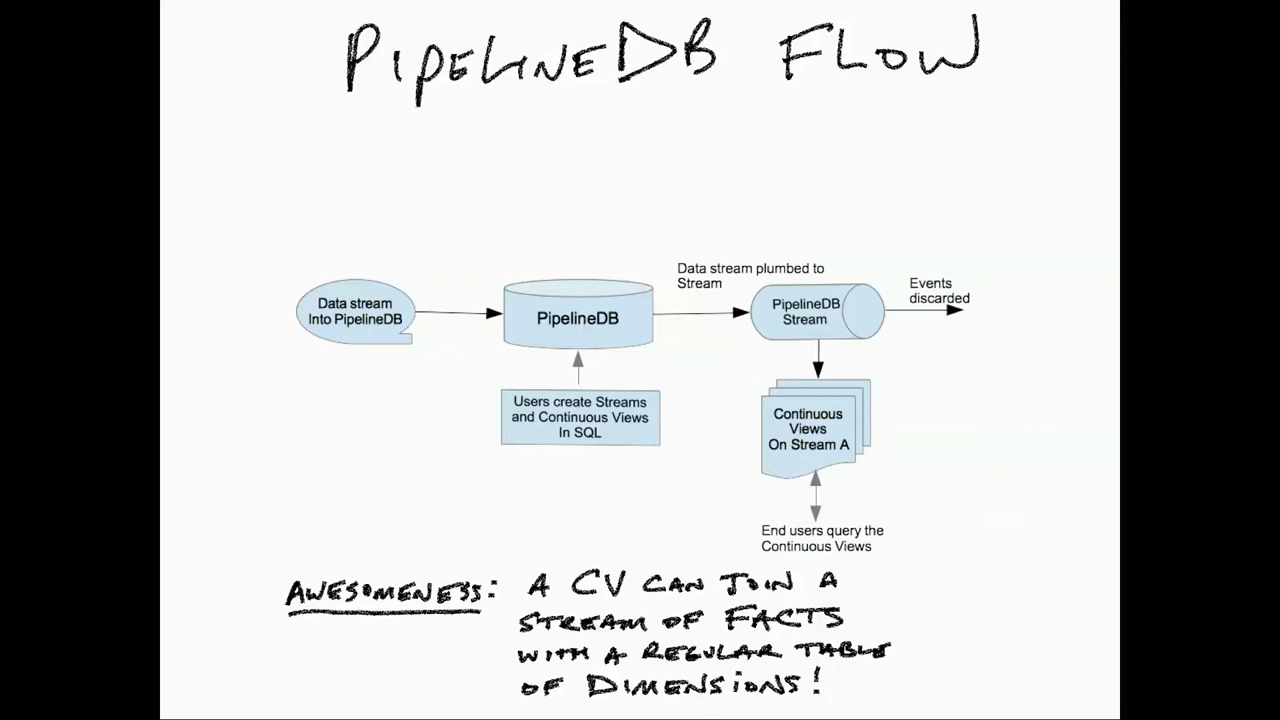 PIPELINEDB FLOW
Data stream plumbed to
Stream
Events
discarded
Data stream
Into PipelineDB
PipelineDB
PipelineDB
Stream
Users create Streams
and Continuous Views
In SQL
Continuous
Views
On Stream A
End users query the
Continuous Views
AWESOMENESS: A CV CAN JOIN A
STREAM OF FACTS
WITH A REGULAR TABLE
OF DIMENSIONS!